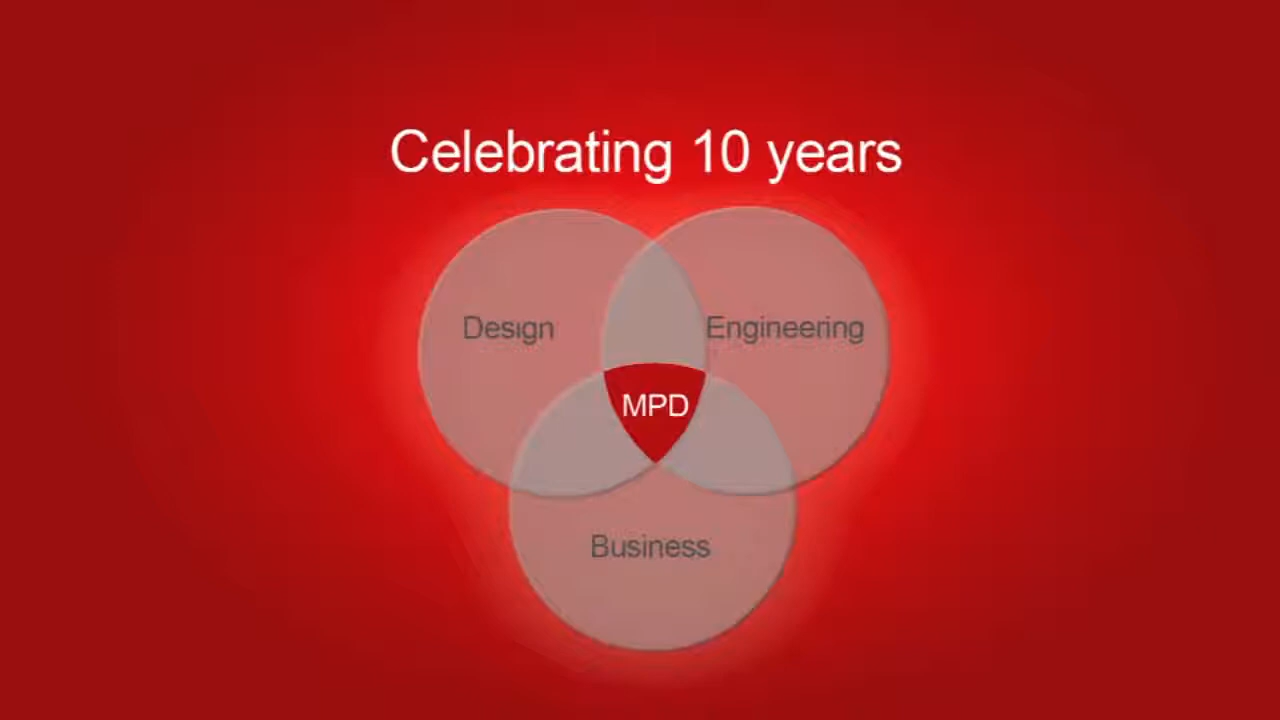 Celebrating 10 years
Design
Engineering
MPD
Business